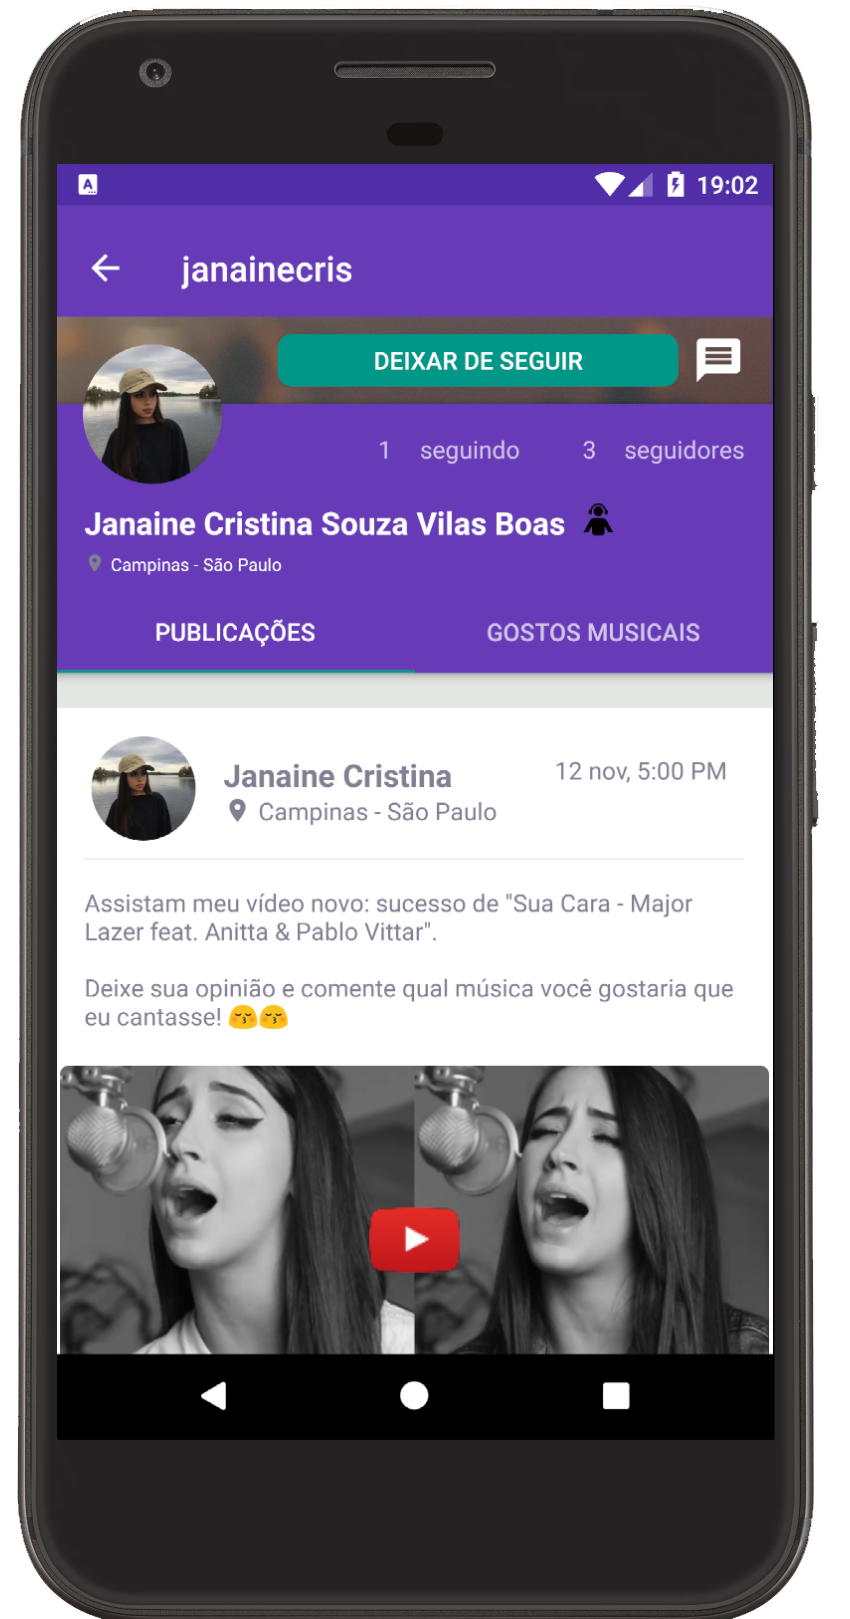 A
19:02
janainecris
DEIXAR DE SEGUIR
1 seguindo 3 seguidores
Janaine Cristina Souza Vilas Boas
Campinas - São Paulo
PUBLICAÇÕES GOSTOS MUSICAIS
Janaine Cristina 12 nov, 5:00 PM
Campinas - São Paulo
Assistam meu vídeo novo: sucesso de "Sua Cara - Major
Lazer feat. Anitta & Pablo Vittar".
Deixe sua opinião e comente qual música você gostaria que
eu cantasse! 😚😚